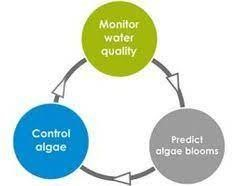 Monitor
water
quality
Predict
algae blooms
Control
algae